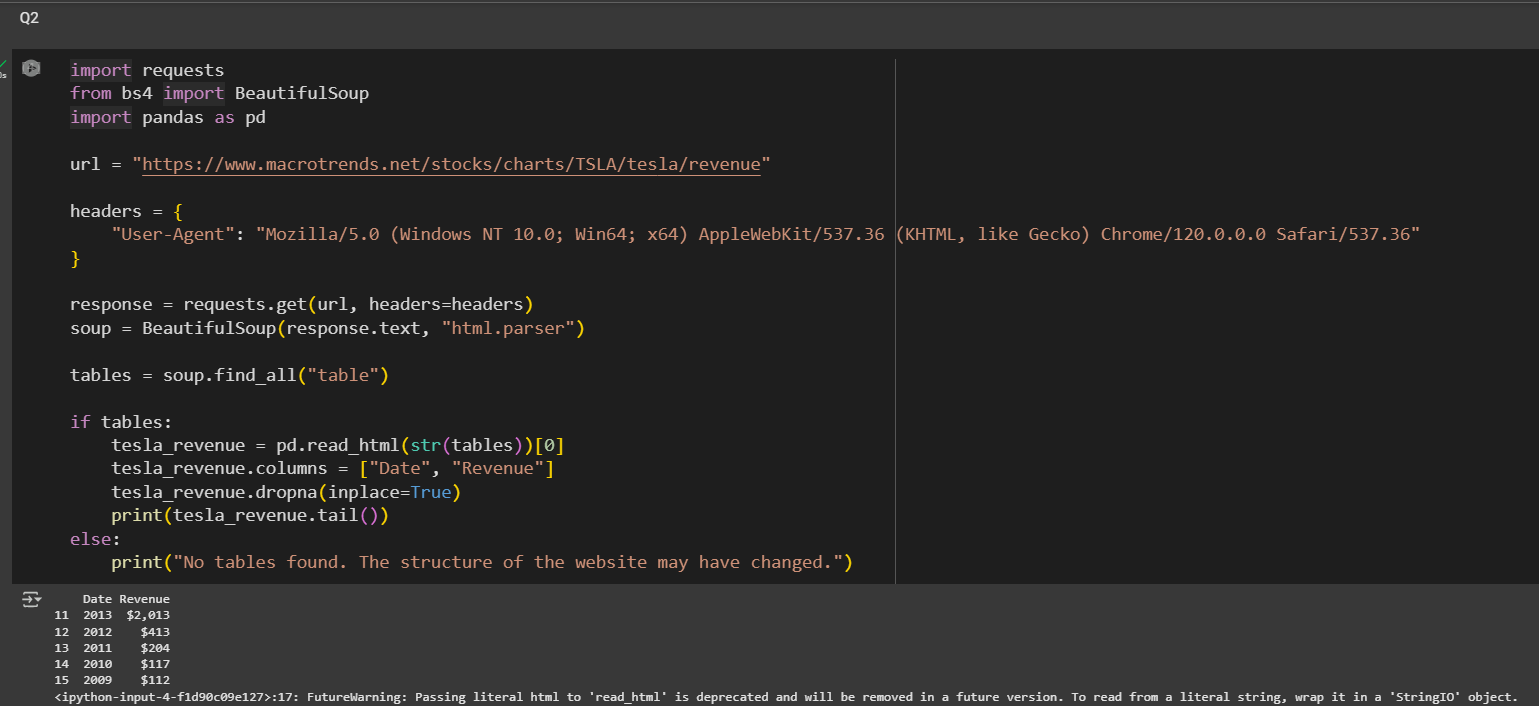 Q2
import requests
from bs4 import BeautifulSoup
import pandas as pd
url = "https://www.macrotrends.net/stocks/charts/TSLA/tesla/revenue"
headers = {
    "User-Agent": "Mozilla/5.0 (Windows NT 10.0; Win64; x64) AppleWebKit/537.36 (KHTML, like Gecko) Chrome/120.0.0.0 Safari/537.36"
}
response = requests.get(url, headers=headers)
soup = BeautifulSoup(response.text, "html.parser")
tables = soup.find_all("table")
if tables:
    tesla_revenue = pd.read_html(str(tables))[0]
    tesla_revenue.columns = ["Date", "Revenue"]
    tesla_revenue.dropna(inplace=True)
    print(tesla_revenue.tail())
else:
    print("No tables found. The structure of the website may have changed.")
Date Revenue
11 2013 $2,013
12 2012 $413
13 2011 $204
14 2010 $117
15 2009 $112
<ipython-input-4-f1d90c09e127>:17: FutureWarning: Passing literal html to 'read_html' is deprecated and will be removed in a future version. To read from a literal string, wrap it in a 'StringIO' object.